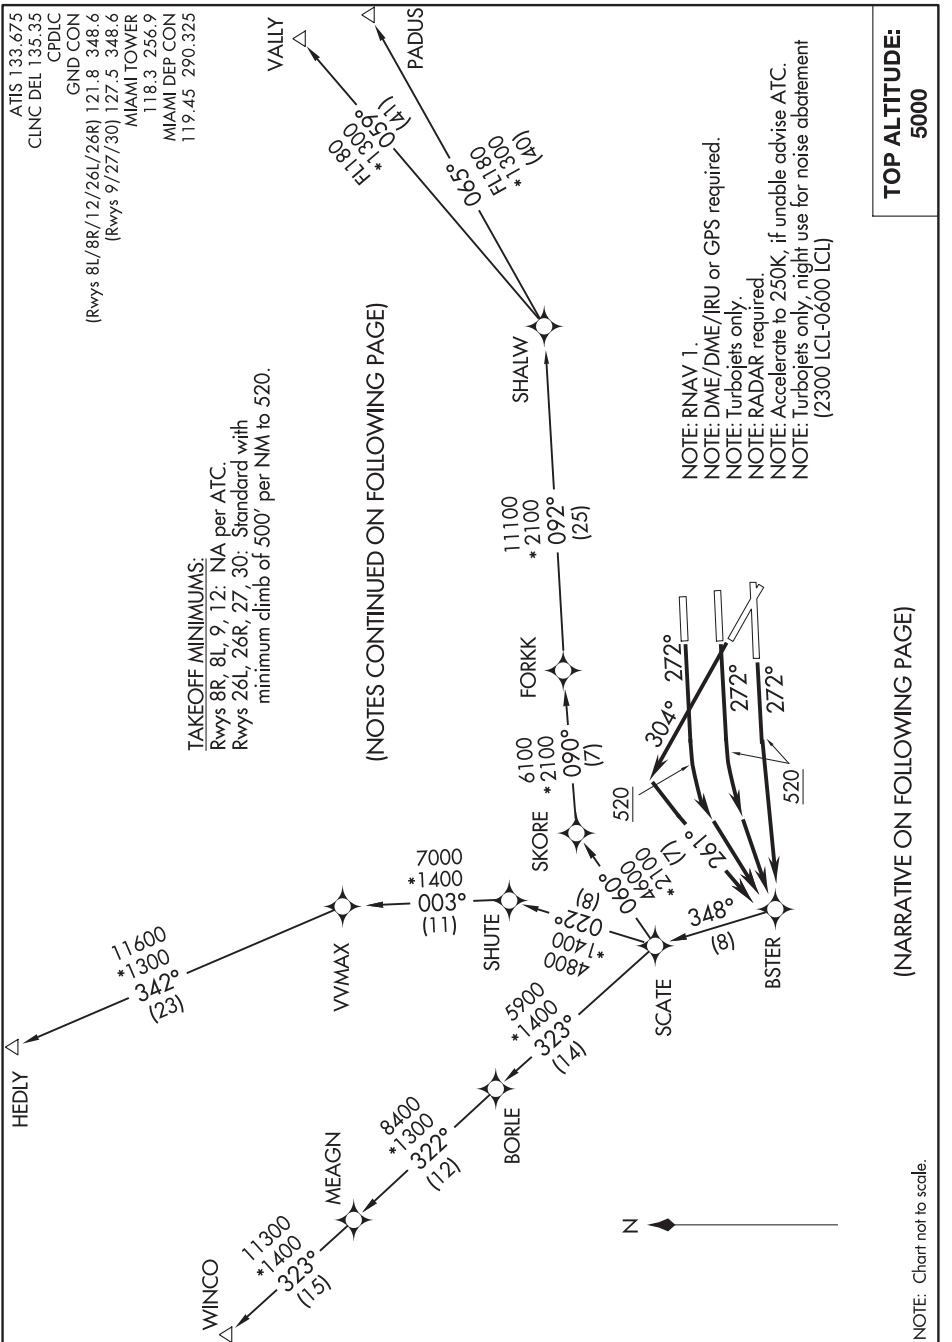 ATIS 133.675
CLNC DEL 135.35
CPDLC
GND CON
(Rwys 8L/8R/12/26L/26R) 121.8 348.6
(Rwys 9/27/30) 127.5 348.6
MIAMI TOWER
118.3 256.9
MIAMI DEP CON
119.45 290.325
TOP ALTITUDE:
5000
TAKEOFF MINIMUMS:
Rwys 8R, 8L, 9, 12: NA per ATC.
Rwys 26L, 26R, 27, 30: Standard with
minimum climb of 500' per NM to 520.
(NOTES CONTINUED ON FOLLOWING PAGE)
VALLY
PADUS
FL180
*1300
059°
(41)
065°
FL180
*1300
(40)
SHALW
11100
*2100
092°
(25)
FORKK
6100
*2100
090°
(7)
SKORE
060°
(8)
4600
*2100
(7)
HEDLY
11600
*1300
342°
(23)
VVMAX
7000
*1400
003°
(11)
SHUTE
022°
4800
*1400
SCATE
348°
(8)
BSTER
WINCO
11300
*1400
323°
(15)
MEAGN
8400
*1300
322°
(12)
BORLE
5900
*1400
323°
(14)
304°
272°
272°
272°
261°
520
520
NOTE: RNAV 1.
NOTE: DME/DME/IRU or GPS required.
NOTE: Turbojets only.
NOTE: RADAR required.
NOTE: Accelerate to 250K, if unable advise ATC.
NOTE: Turbojets only, night use for noise abatement
(2300 LCL-0600 LCL)
N
(NARRATIVE ON FOLLOWING PAGE)
NOTE: Chart not to scale.